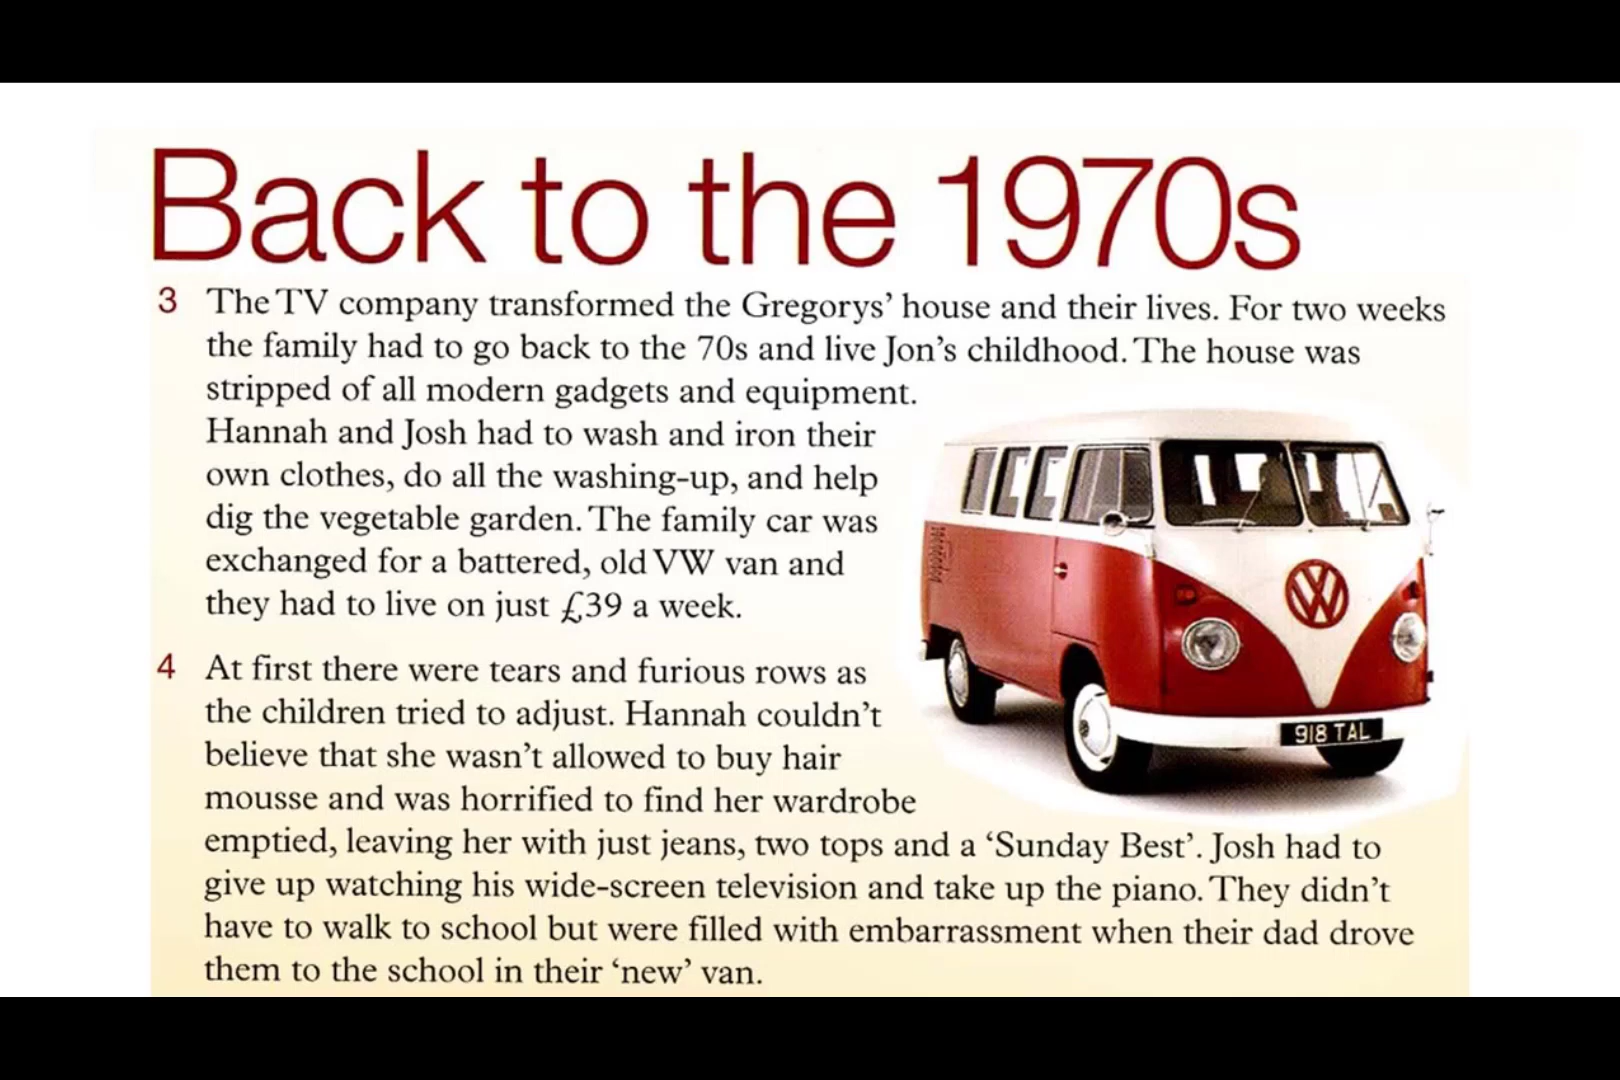 Back to the 1970s
3 The TV company transformed the Gregorys’ house and their lives. For two weeks
the family had to go back to the 70s and live Jon’s childhood. The house was
stripped of all modern gadgets and equipment.
Hannah and Josh had to wash and iron their
own clothes, do all the washing-up, and help
dig the vegetable garden. The family car was
exchanged for a battered, old VW van and
they had to live on just £39 a week.
4 At first there were tears and furious rows as
the children tried to adjust. Hannah couldn’t
believe that she wasn’t allowed to buy hair
mousse and was horrified to find her wardrobe
emptied, leaving her with just jeans, two tops and a ‘Sunday Best’. Josh had to
give up watching his wide-screen television and take up the piano. They didn’t
have to walk to school but were filled with embarrassment when their dad drove
them to the school in their ‘new’ van.
VW
918 TAL